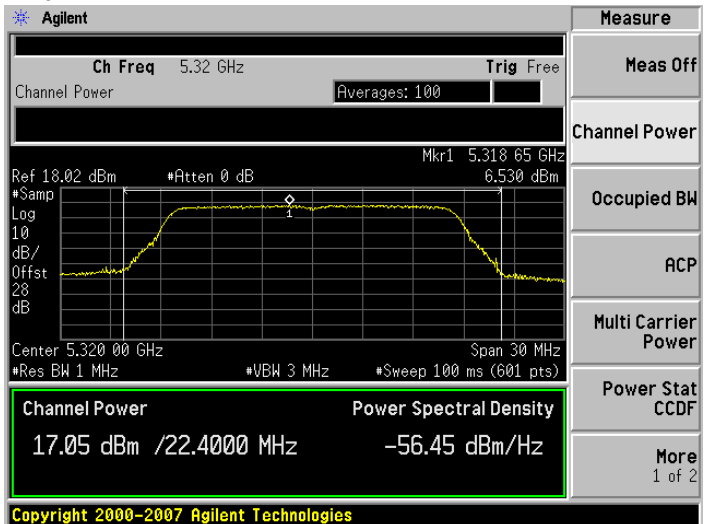 Agilent
Measure
Ch Freq 5.32 GHz Trig Free
Channel Power Averages: 100
Mkr1 5.318 65 GHz
Ref 18.02 dBm #Atten 0 dB 6.530 dBm
#Samp
Log
10
dB/
Offst
28
dB
1
Center 5.320 00 GHz Span 30 MHz
#Res BW 1 MHz #VBW 3 MHz #Sweep 100 ms (601 pts)
Channel Power Power Spectral Density
17.05 dBm /22.4000 MHz -56.45 dBm/Hz
Copyright 2000-2007 Agilent Technologies
Meas Off
Channel Power
Occupied BW
ACP
Multi Carrier
Power
Power Stat
CCDF
More
1 of 2